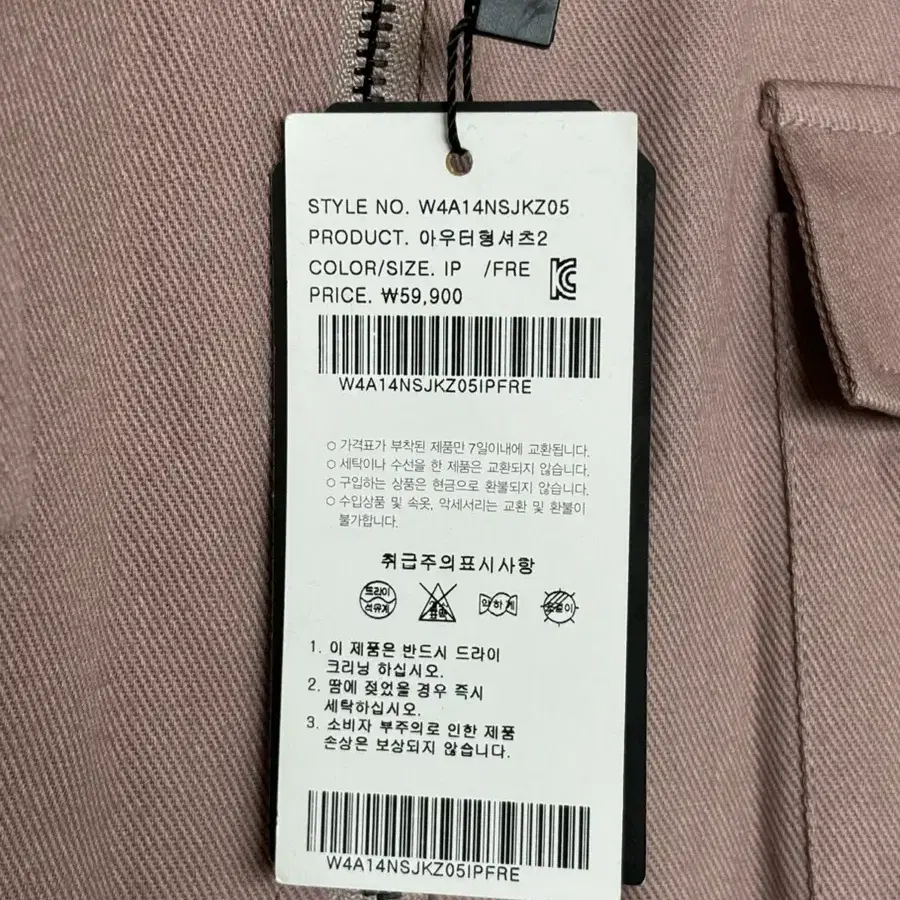 STYLE NO. W4A14NSJKZ05
PRODUCT. 아우터형셔츠2
COLOR/SIZE. IP /FRE
PRICE. ₩59,900
W4A14NSJKZ05IPFRE
○ 가격표가 부착된 제품만 7일이내에 교환됩니다.
○ 세탁이나 수선을 한 제품은 교환되지 않습니다.
○ 구입하는 상품은 현금으로 환불되지 않습니다.
○ 수입상품 및 속옷, 악세서리는 교환 및 환불이
불가합니다.
취급주의표시사항
드라이
석유계
약하게
1. 이 제품은 반드시 드라이
크리닝 하십시오.
2. 땀에 젖었을 경우 즉시
세탁하십시오.
3. 소비자 부주의로 인한 제품
손상은 보상되지 않습니다.
W4A14NSJKZ05IPFRE